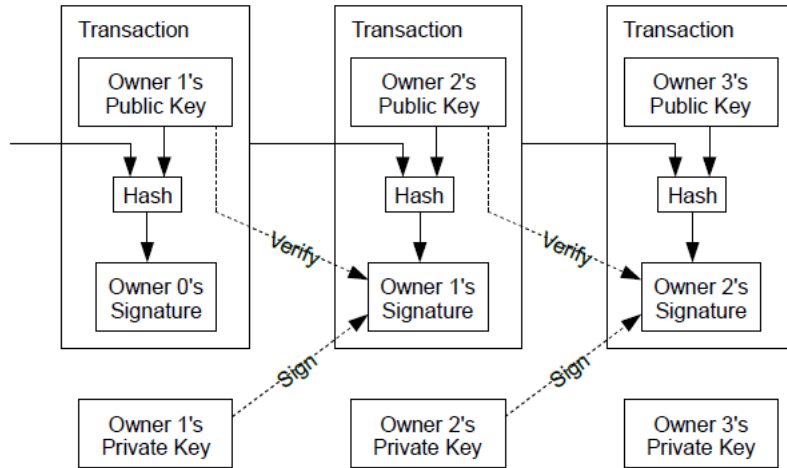 Transaction
Transaction
Transaction
Owner 1's
Public Key
Owner 2's
Public Key
Owner 3's
Public Key
Hash
Hash
Hash
Verify
Verify
Owner 0's
Signature
Owner 1's
Signature
Owner 2's
Signature
Sign
Sign
Owner 1's
Private Key
Owner 2's
Private Key
Owner 3's
Private Key